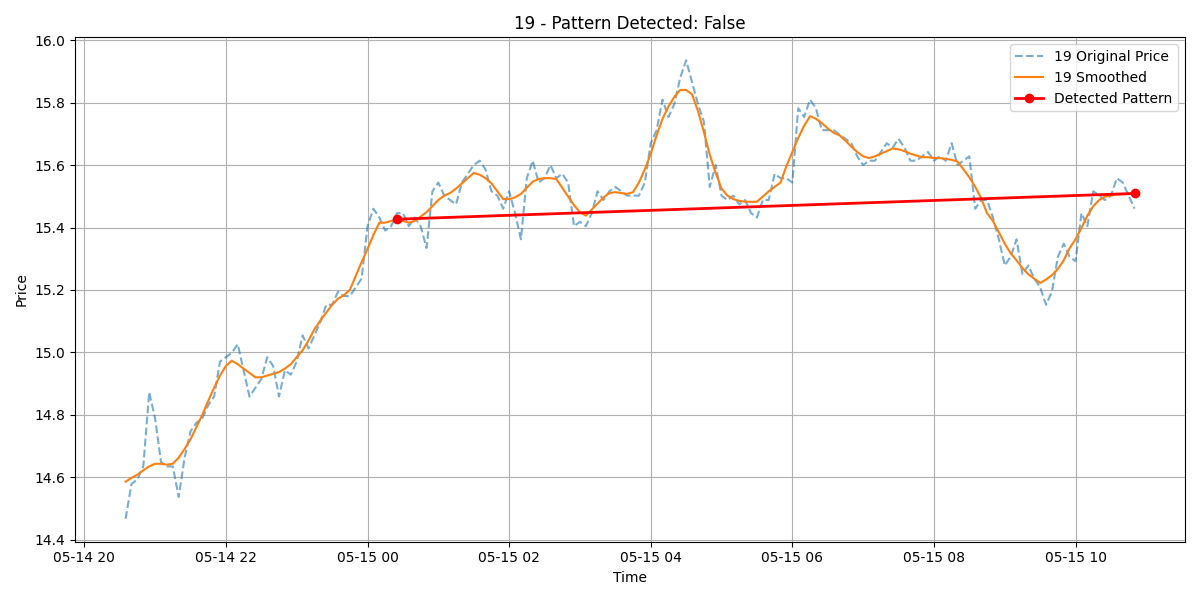 19 - Pattern Detected: False
16.0
15.8
15.6
15.4
15.2
15.0
14.8
14.6
14.4
Price
19 Original Price
19 Smoothed
Detected Pattern
05-14 20
05-14 22
05-15 00
05-15 02
05-15 04
05-15 06
05-15 08
05-15 10
Time